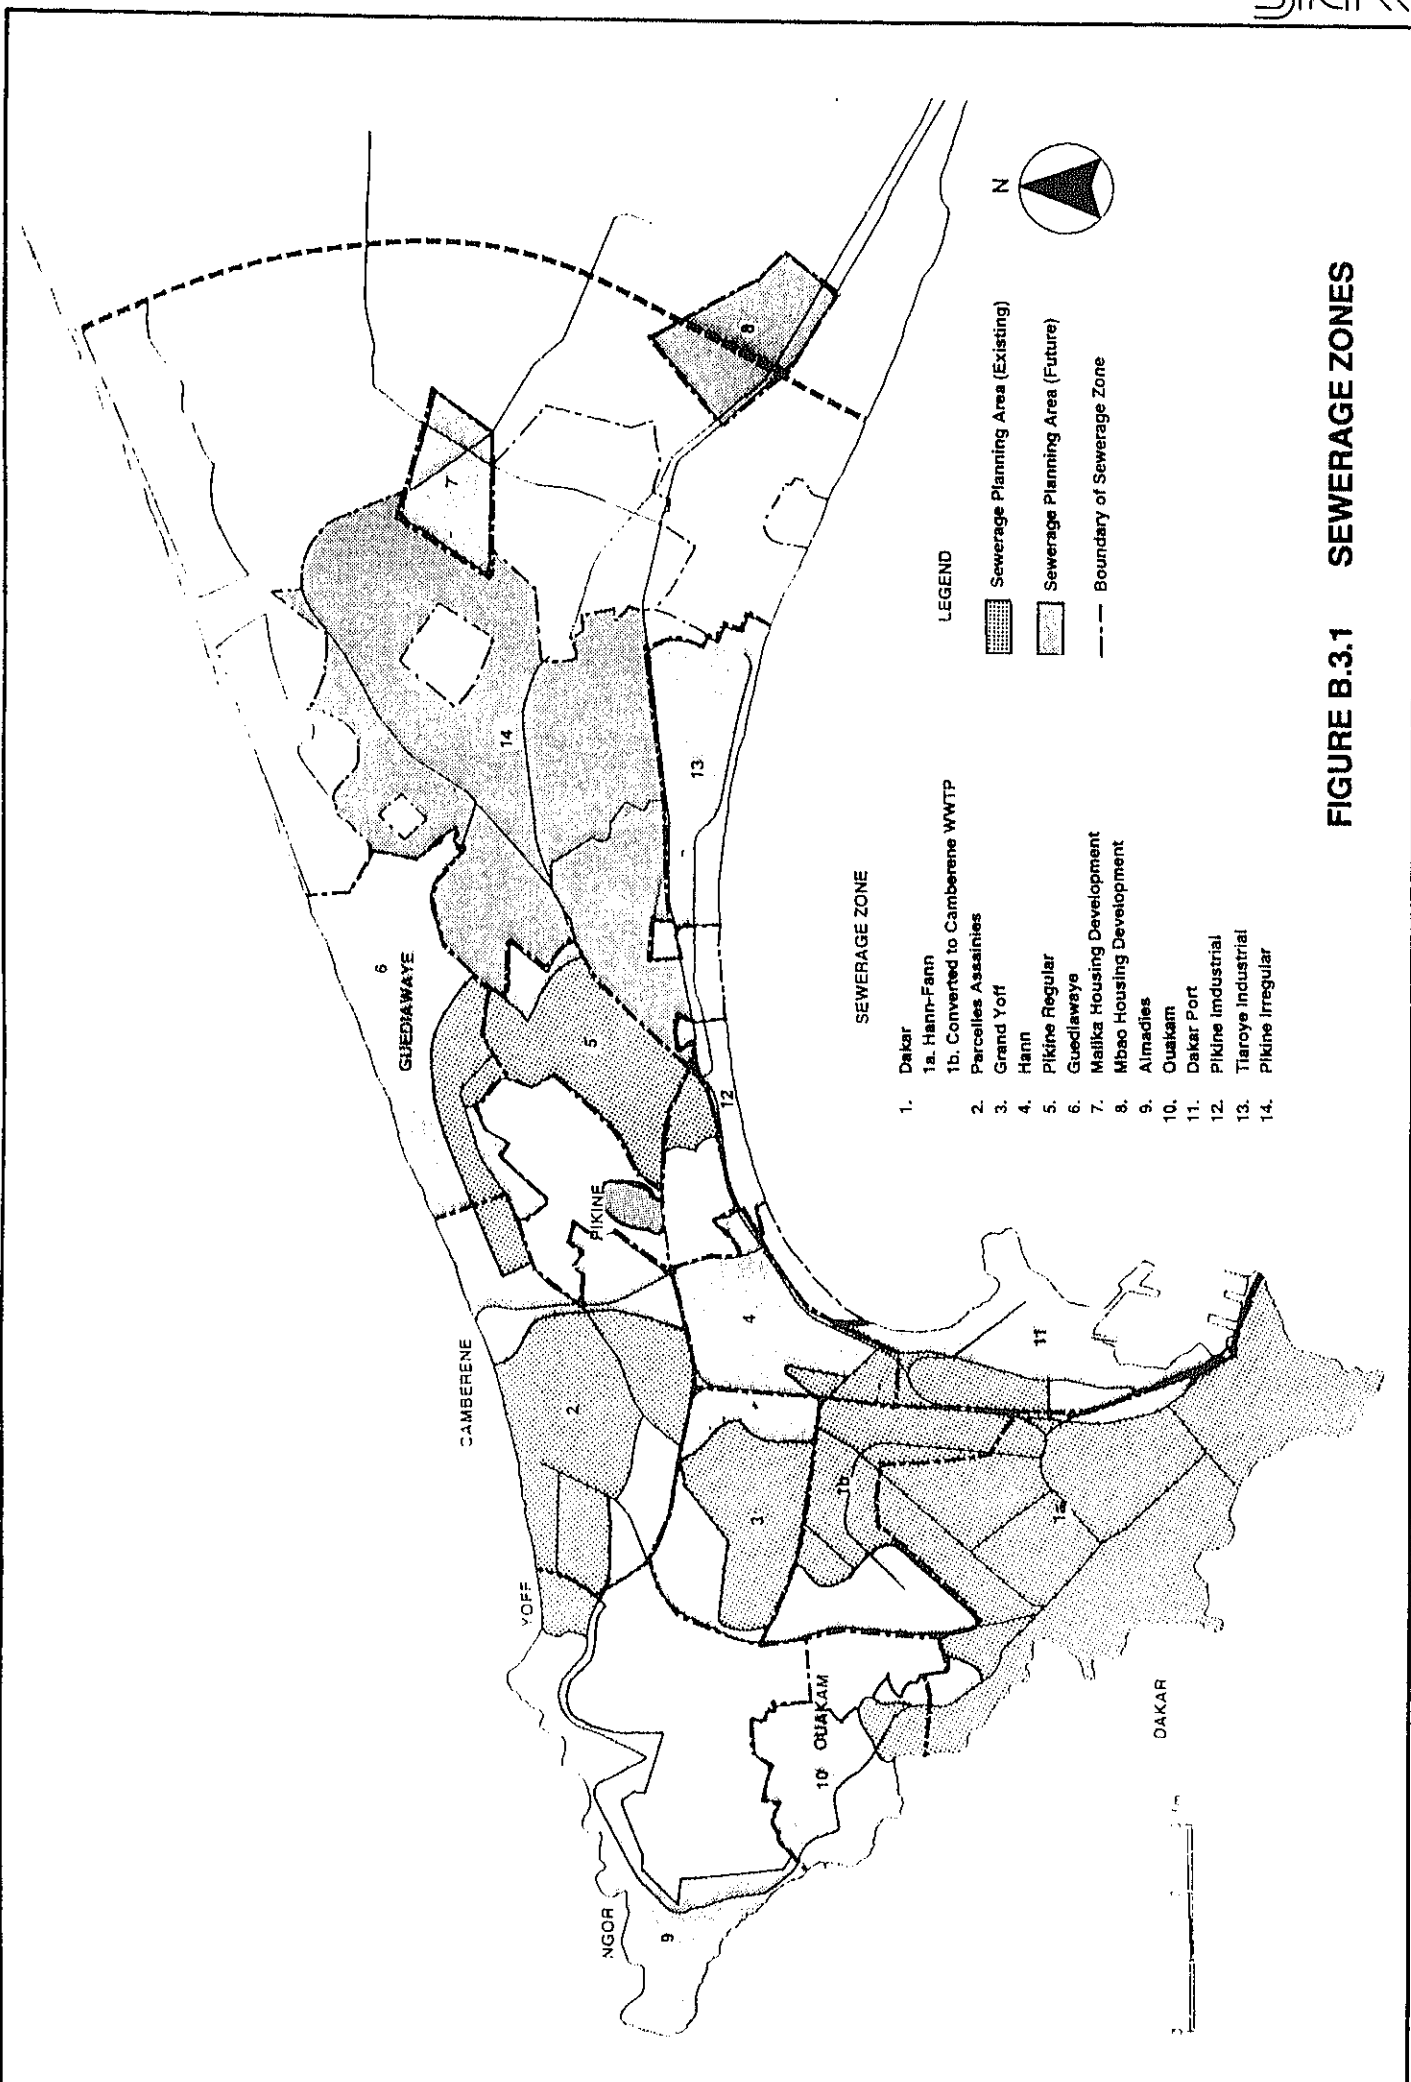 NGOR
9
YOFF
CAMBERENE
2
GUEDIAWAYE
6
PIKINE
5
14
7
8
3
4
10
OUAKAM
1b
1a
11
12
13
DAKAR
N
LEGEND
Sewerage Planning Area (Existing)
Sewerage Planning Area (Future)
Boundary of Sewerage Zone
SEWERAGE ZONE
1. Dakar
1a. Hann-Fann
1b. Converted to Camberene WWTP
2. Parcelles Assainies
3. Grand Yoff
4. Hann
5. Pikine Regular
6. Guediawaye
7. Malika Housing Development
8. Mbao Housing Development
9. Almadies
10. Ouakam
11. Dakar Port
12. Pikine Imdustrial
13. Tiaroye Industrial
14. Pikine Irregular
FIGURE B.3.1 SEWERAGE ZONES